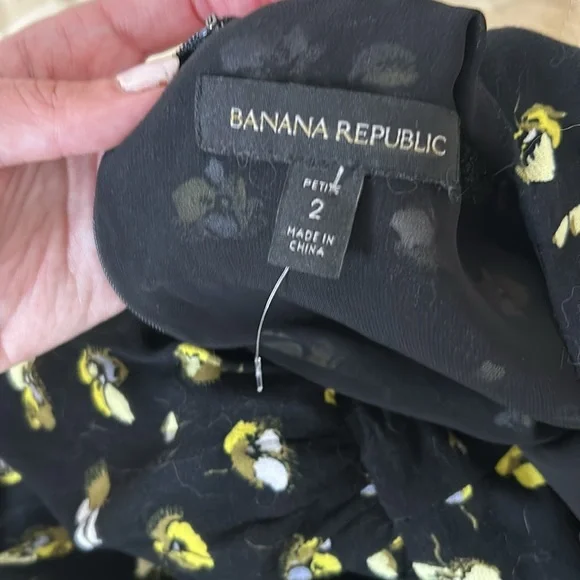 BANANA REPUBLIC
PETITE
2
MADE IN
CHINA